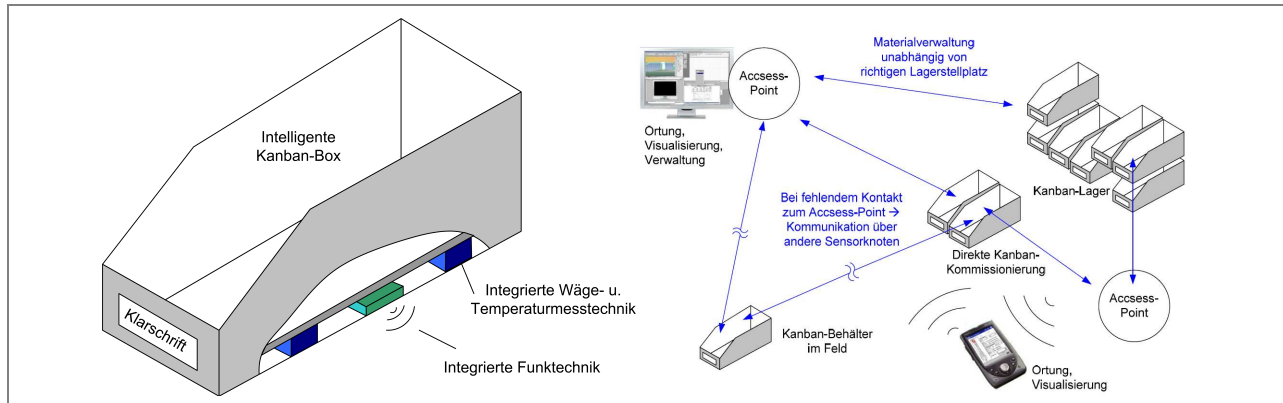 Intelligente
Kanban-Box
Klarschrift
Integrierte Wäge- u.
Temperaturmesstechnik
Integrierte Funktechnik
Accsess-
Point
Ortung,
Visualisierung,
Verwaltung
Materialverwaltung
unabhängig von
richtigen Lagerstellplatz
Kanban-Lager
Bei fehlendem Kontakt
zum Accsess-Point →
Kommunikation über
andere Sensorknoten
Direkte Kanban-
Kommissionierung
Accsess-
Point
Kanban-Behälter
im Feld
Ortung,
Visualisierung